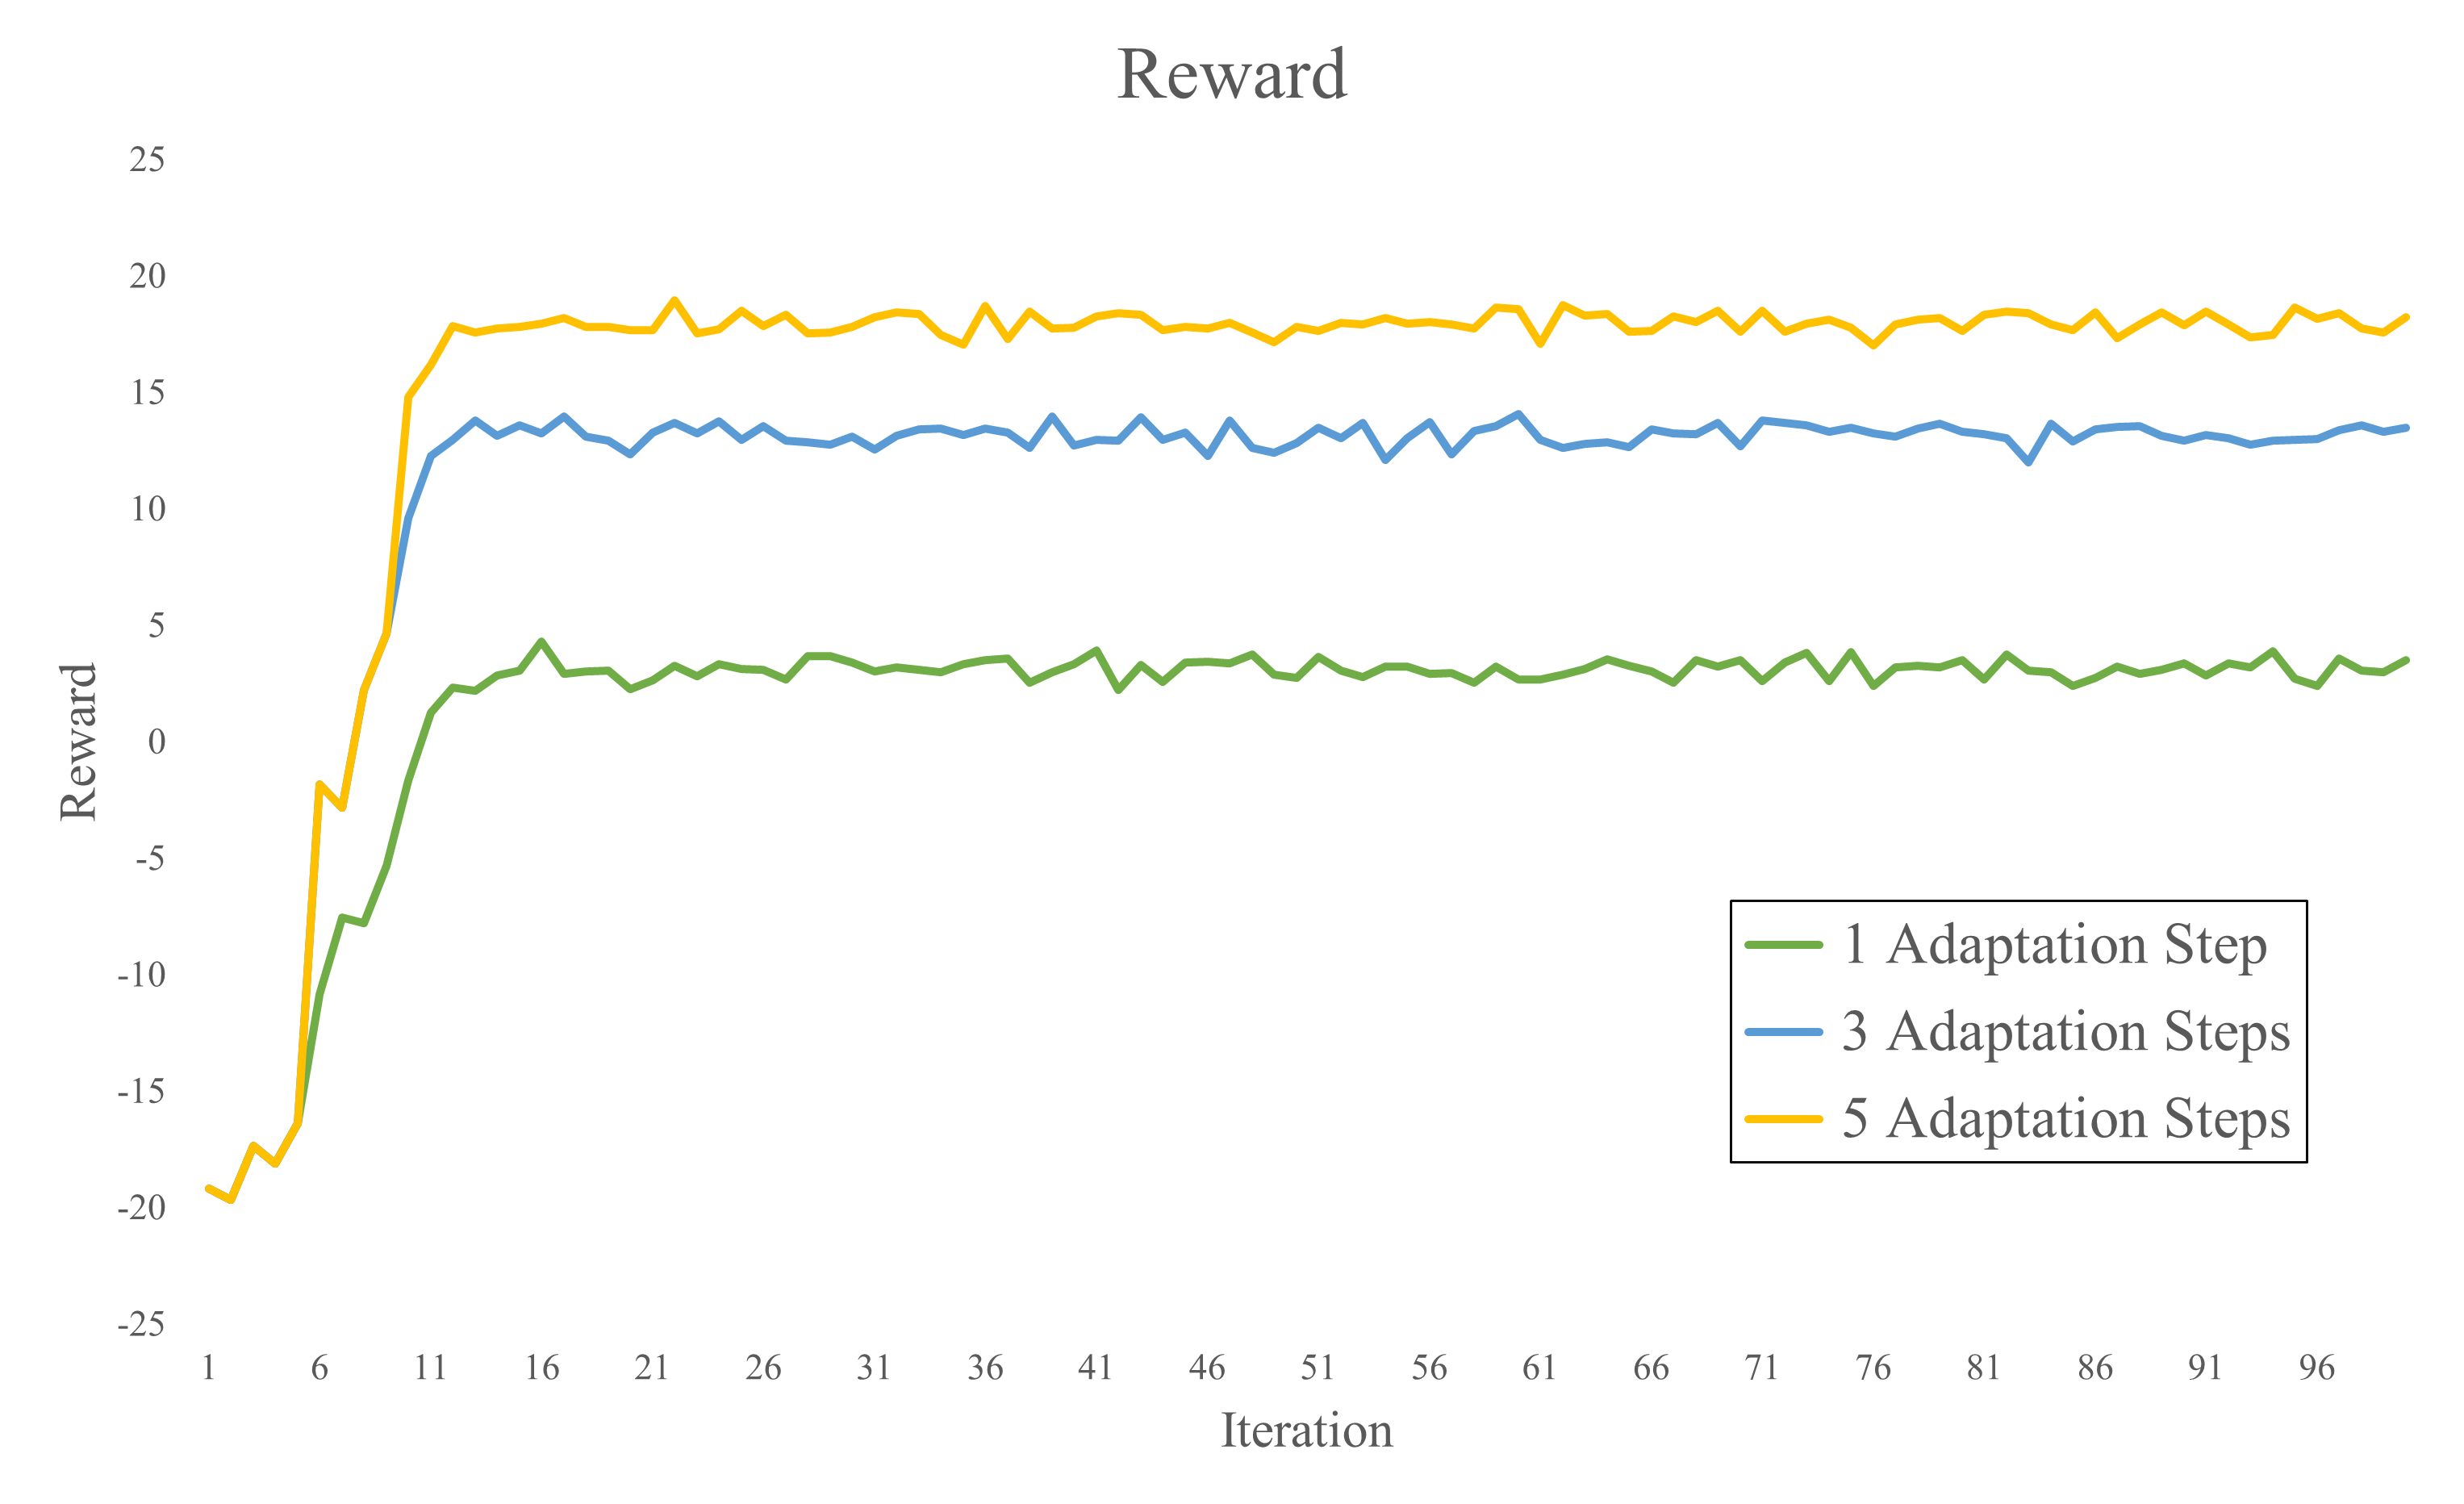 Reward
25
20
15
10
5
0
-5
-10
-15
-20
-25
Reward
1 Adaptation Step
3 Adaptation Steps
5 Adaptation Steps
1 6 11 16 21 26 31 36 41 46 51 56 61 66 71 76 81 86 91 96
Iteration